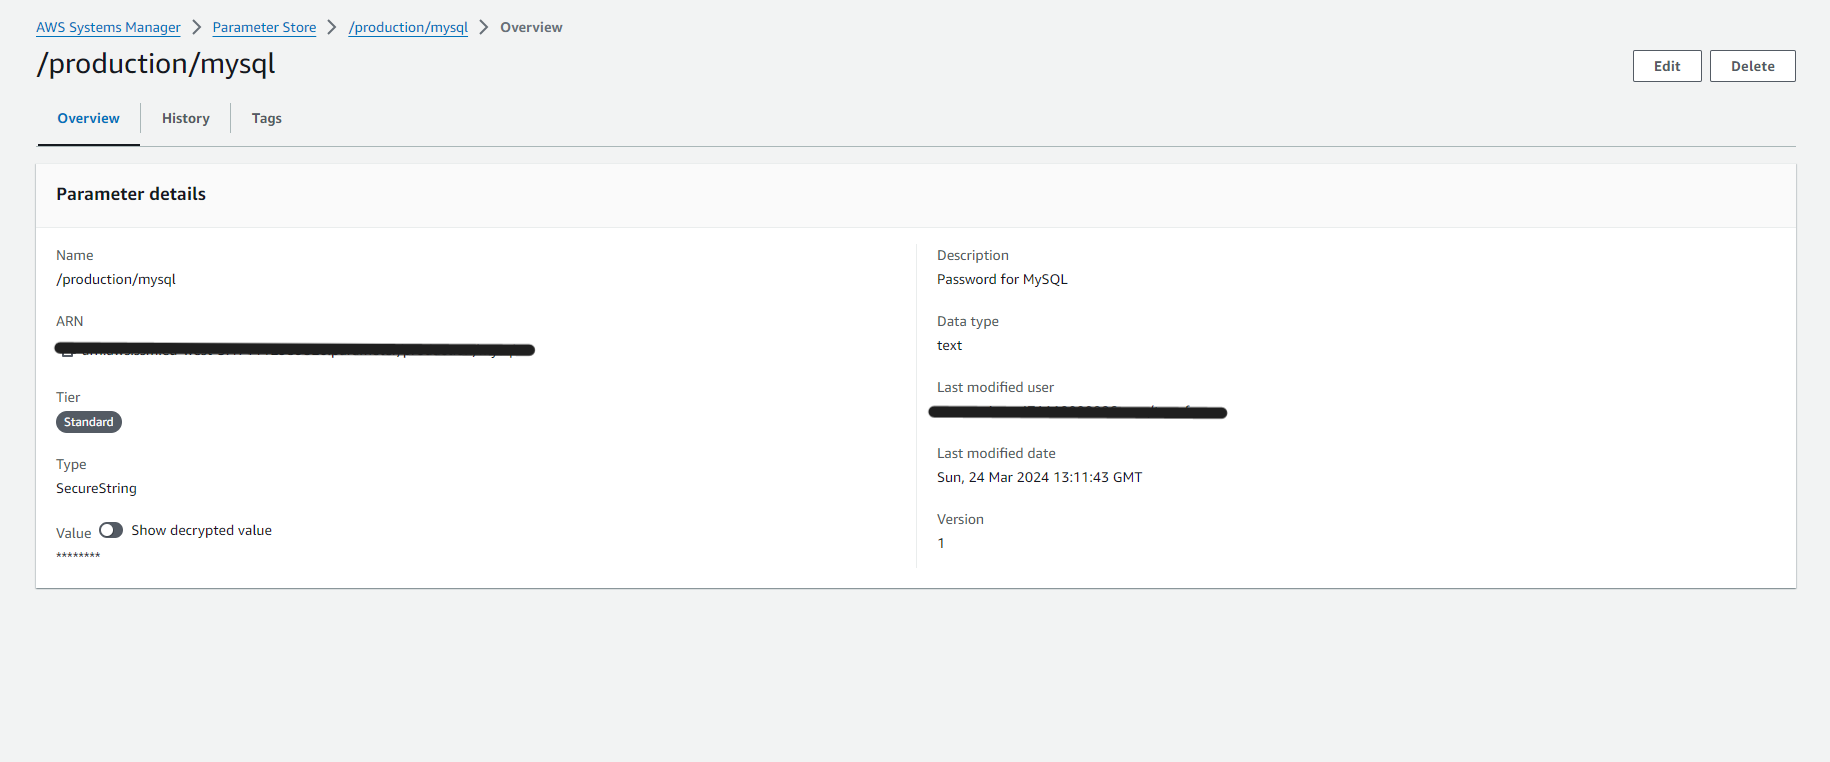 AWS Systems Manager > Parameter Store > /production/mysql > Overview
/production/mysql
Edit
Delete
Overview
History
Tags
Parameter details
Name
/production/mysql
ARN
Tier
Standard
Type
SecureString
Value Show decrypted value
********
Description
Password for MySQL
Data type
text
Last modified user
Last modified date
Sun, 24 Mar 2024 13:11:43 GMT
Version
1